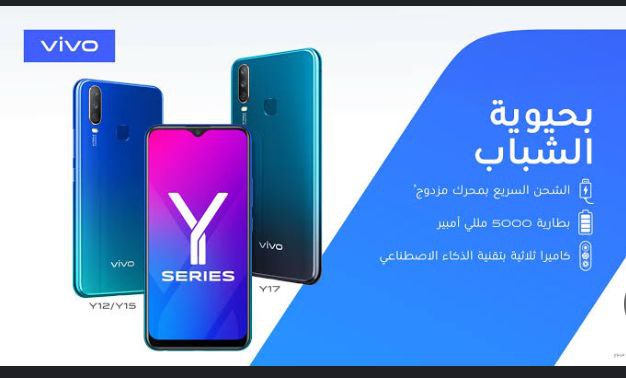 vivo
بحيوية
الشباب
الشحن السريع بمحرك مزدوج*
بطارية 5000 مللي أمبير
كاميرا ثلاثية بتقنية الذكاء الاصطناعي
vivo
vivo
Y
SERIES
Y17
Y12/Y15